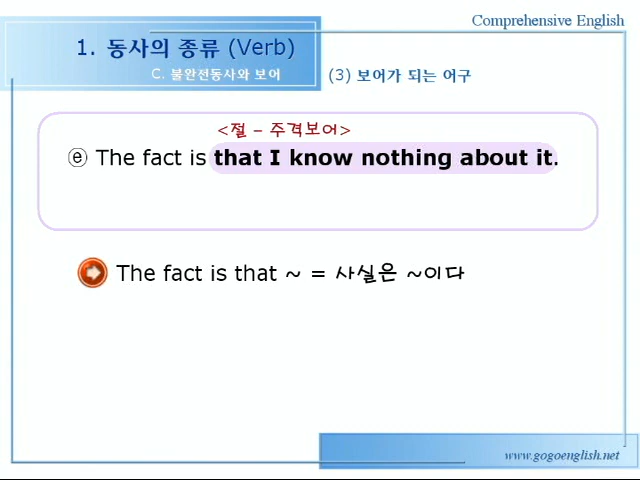 Comprehensive English
1. 동사의 종류 (Verb)
C. 불완전동사와 보어
(3) 보어가 되는 어구
<절 – 주격보어>
ⓔ The fact is that I know nothing about it.
The fact is that ~ = 사실은 ~이다
www.gogoenglish.net